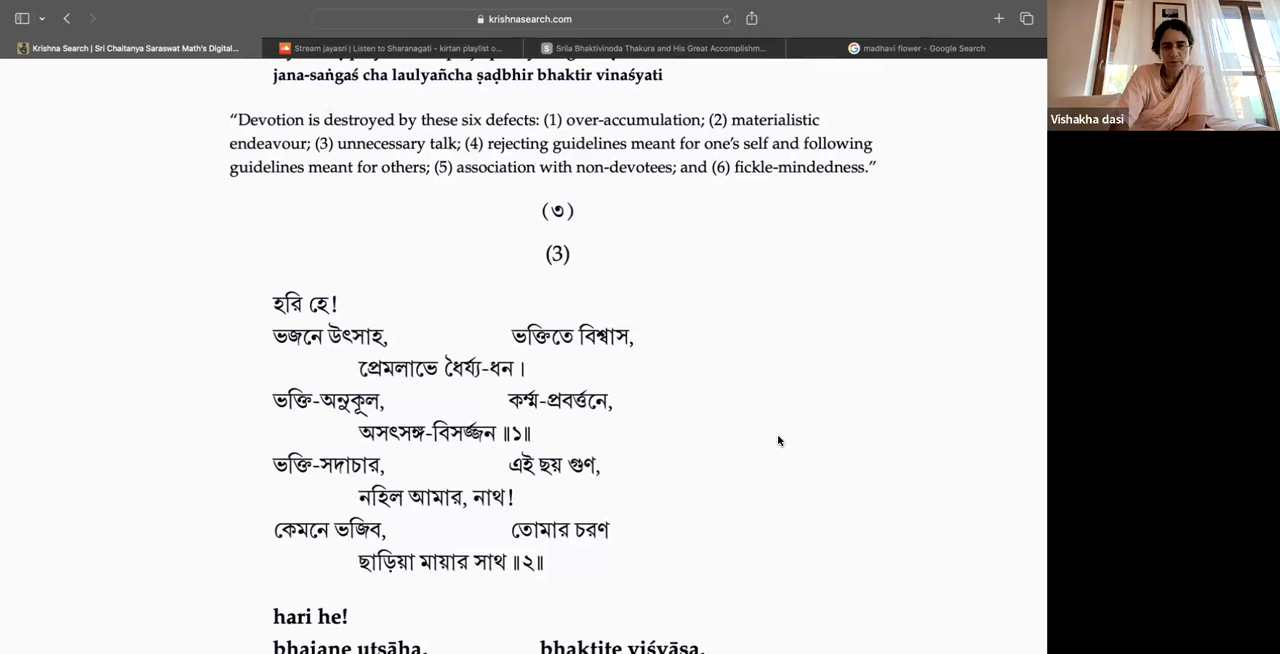 krishnasearch.com
Krishna Search | Sri Chaitanya Saraswat Math's Digital...
Stream jayasri | Listen to Sharanagati - kirtan playlist o...
S Srila Bhaktivinoda Thakura and His Great Accomplishm...
madhavi flower - Google Search
Vishakha dasi
jana-saṅgaś cha laulyañcha ṣaḍbhir bhaktir vinaśyati
“Devotion is destroyed by these six defects: (1) over-accumulation; (2) materialistic
endeavour; (3) unnecessary talk; (4) rejecting guidelines meant for one’s self and following
guidelines meant for others; (5) association with non-devotees; and (6) fickle-mindedness.”
(৩)
(3)
হরি হে!
ভজনে উৎসাহ, ভক্তিতে বিশ্বাস,
প্রেমলাভে ধৈর্য্য-ধন ।
ভক্তি-অনুকূল, কর্ম্ম-প্রবর্ত্তনে,
অসৎসঙ্গ-বিসর্জ্জন ॥১॥
ভক্তি-সদাচার, এই ছয় গুণ,
নহিল আমার, নাথ!
কেমনে ভজিব, তোমার চরণ
ছাড়িয়া মায়ার সাথ ॥২॥
hari he!
bhajane utsāha, bhaktite viśvāsa,